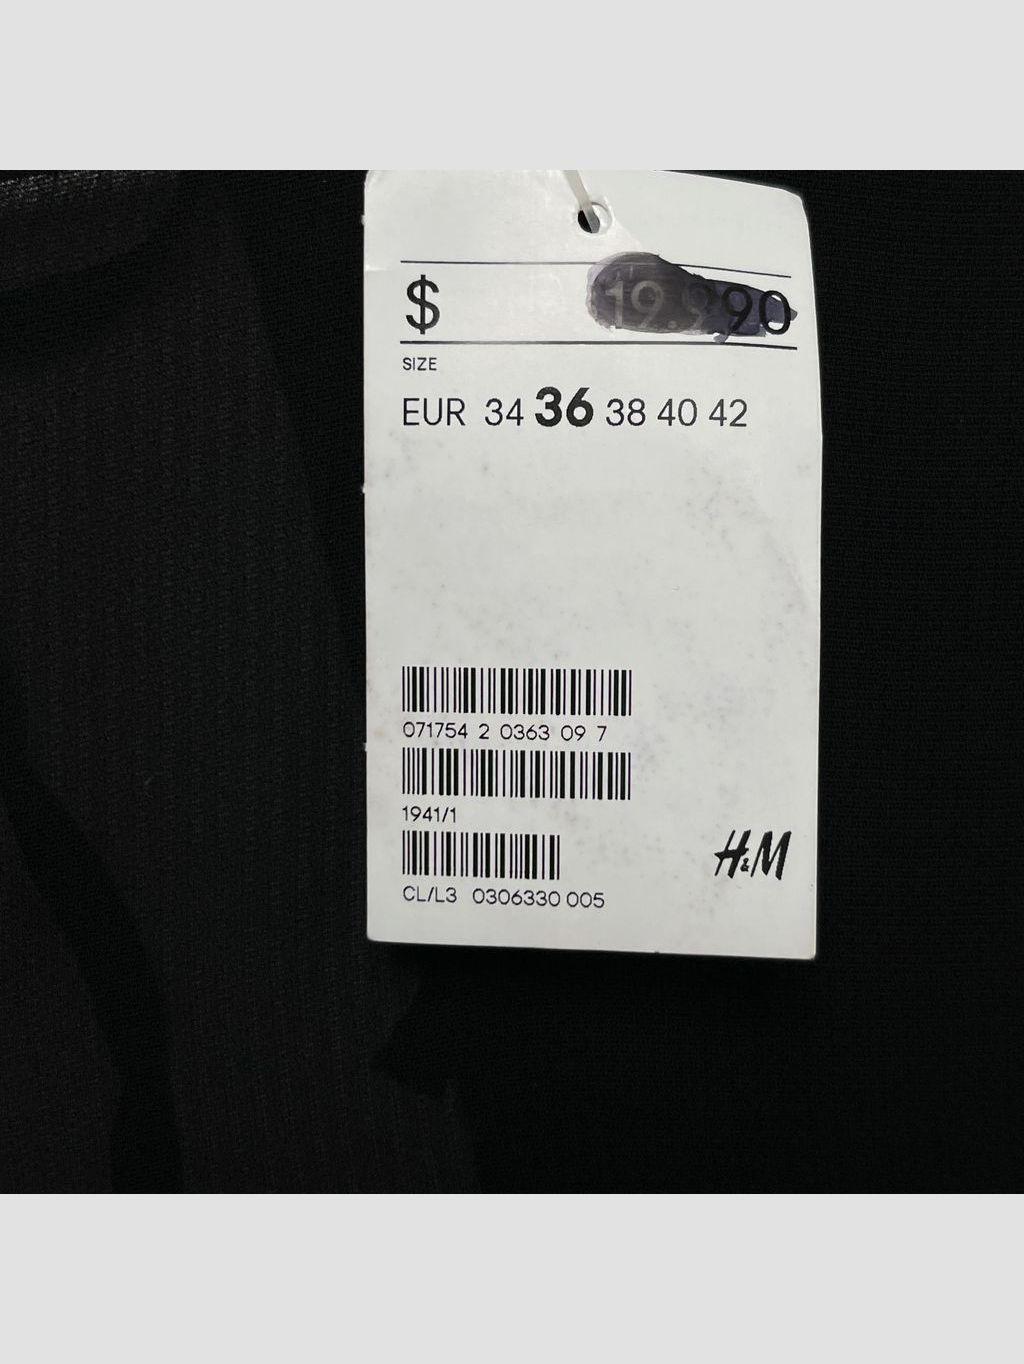 $ 19.990
SIZE
EUR 34 36 38 40 42
071754 2 0363 09 7
1941/1
H&M
CL/L3 0306330 005